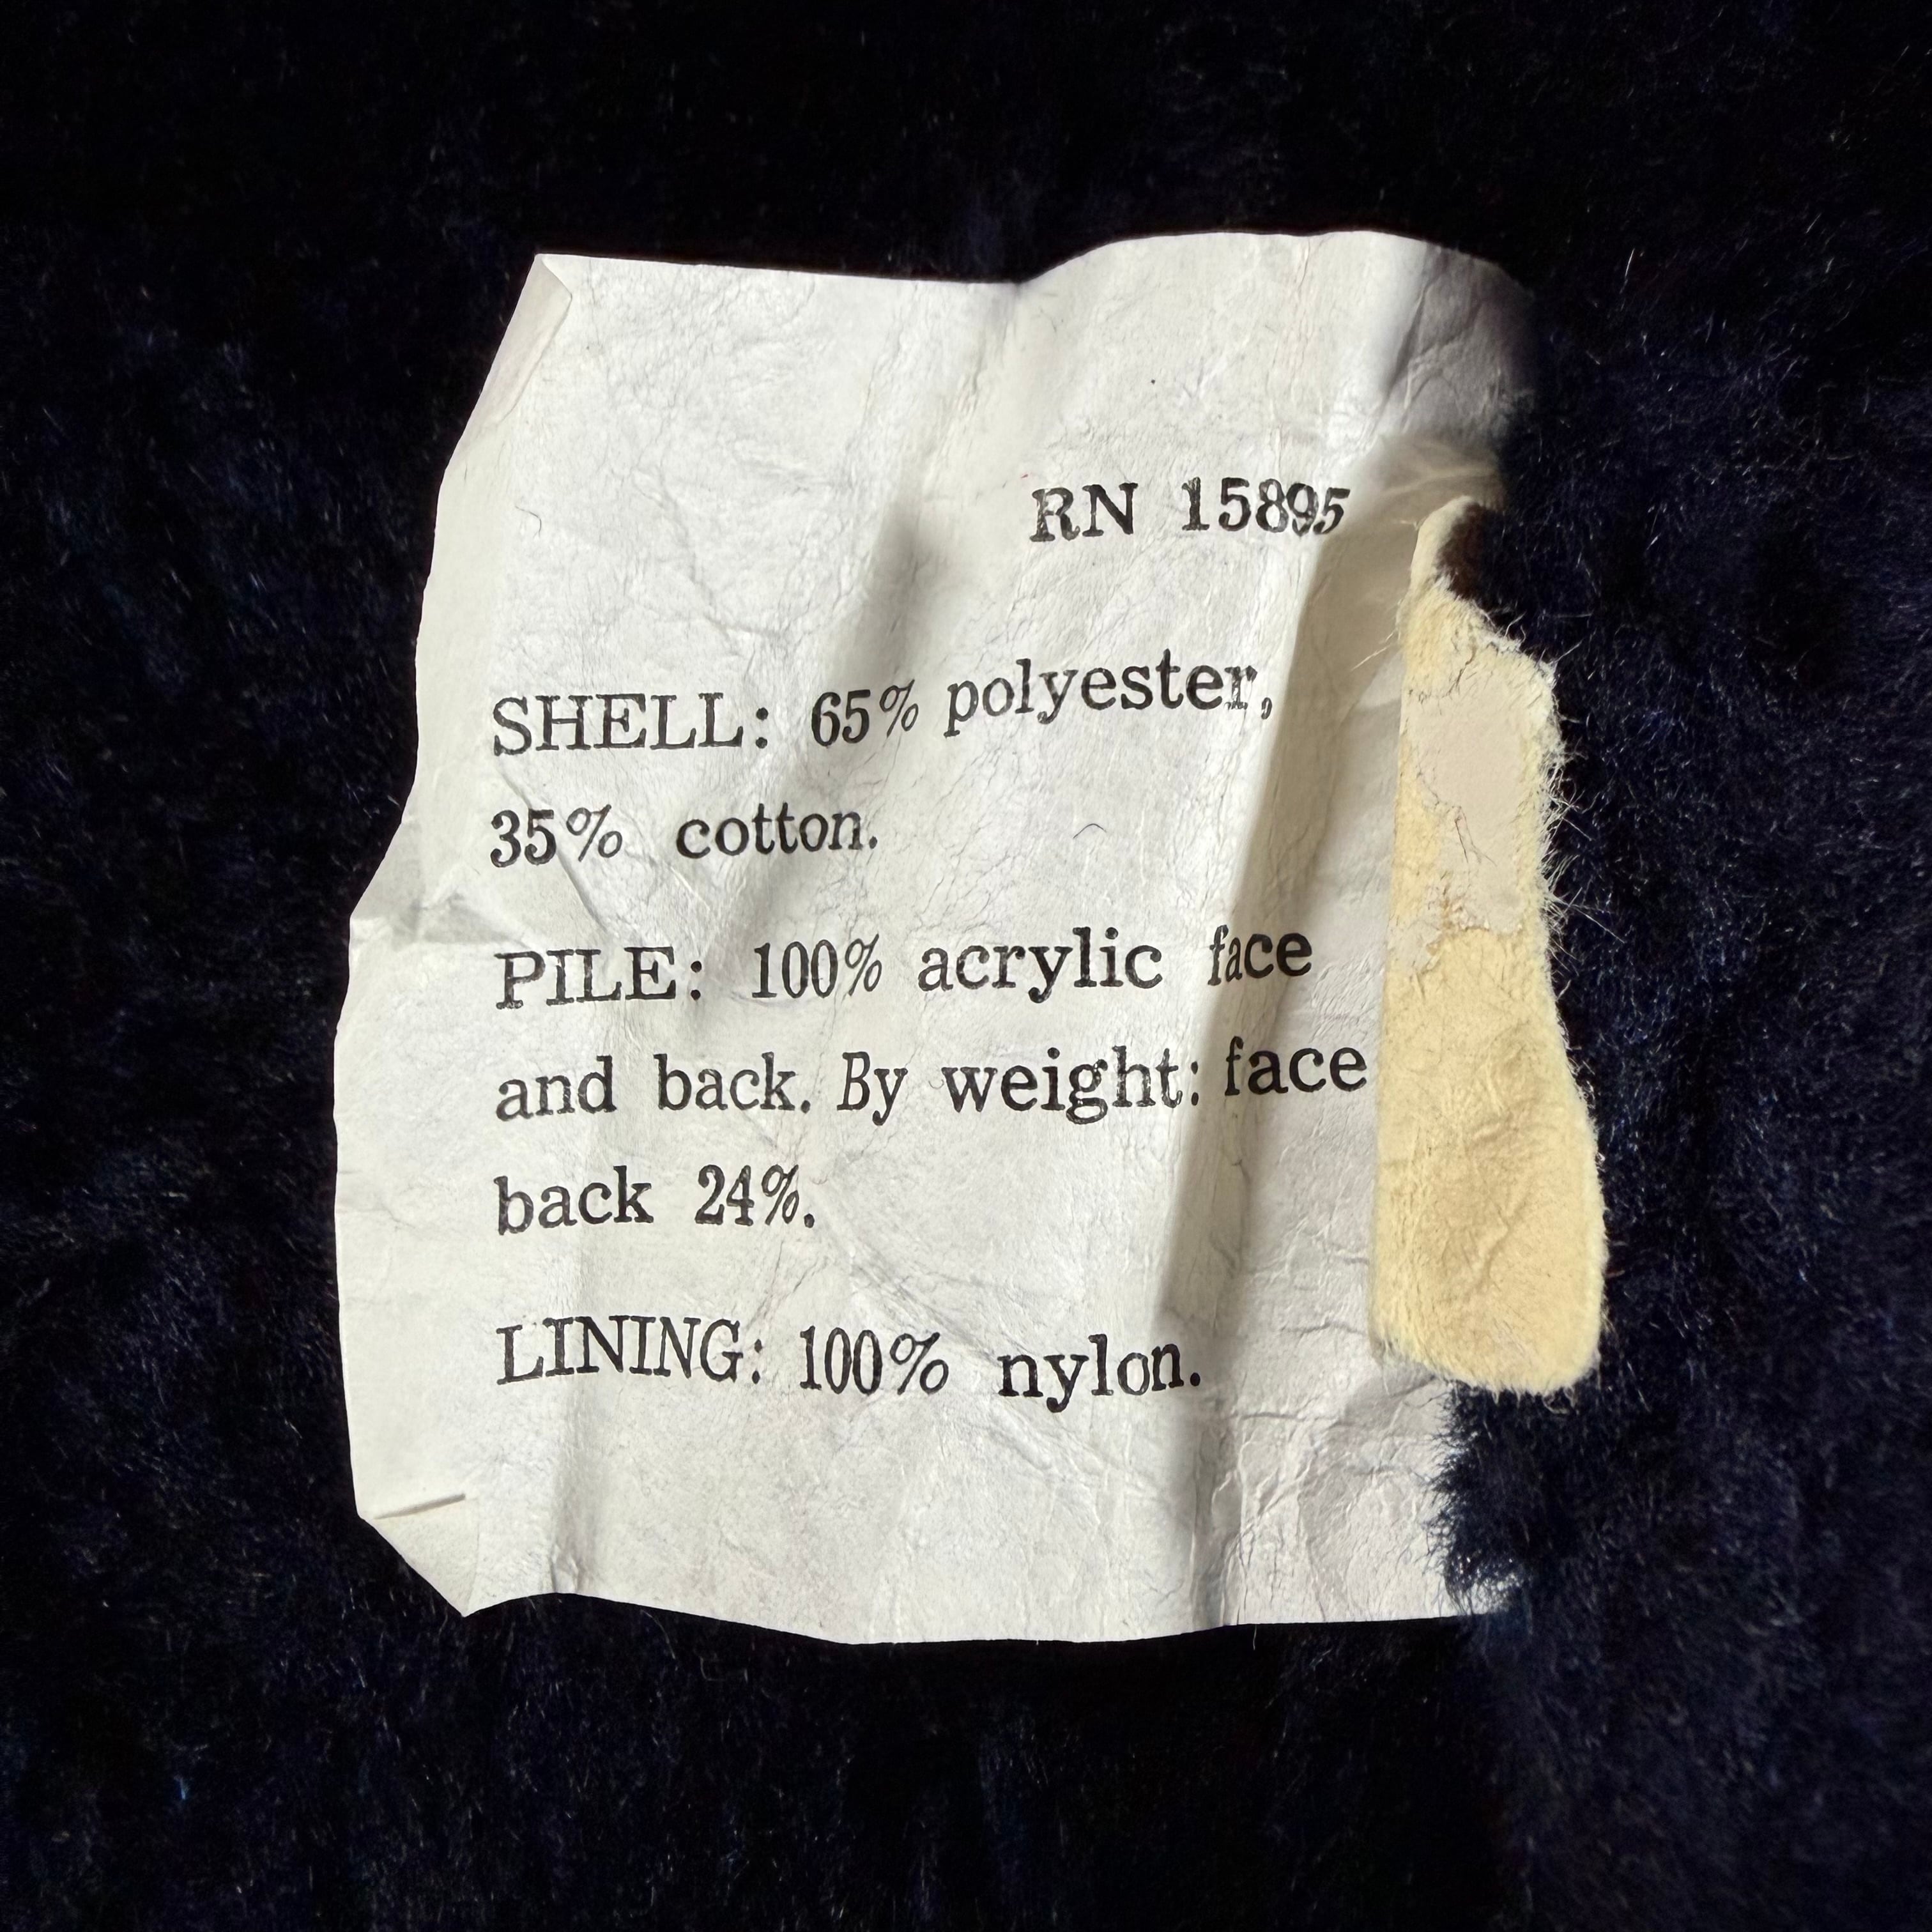 RN 15895
SHELL: 65% polyester,
35% cotton.
PILE: 100% acrylic face
and back. By weight: face
back 24%.
LINING: 100% nylon.